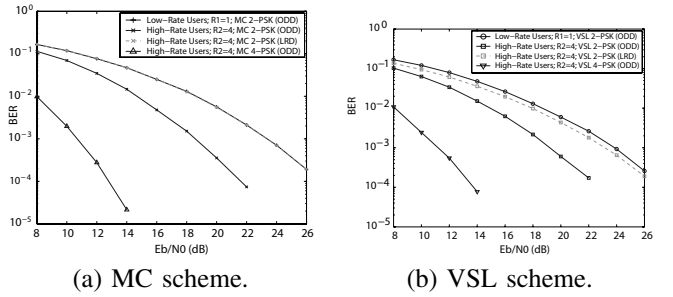 Low-Rate Users; R1=1; MC 2-PSK (ODD)
High-Rate Users; R2=4; MC 2-PSK (ODD)
High-Rate Users; R2=4; MC 2-PSK (LRD)
High-Rate Users; R2=4; MC 4-PSK (ODD)
10^0
10^-1
10^-2
10^-3
10^-4
10^-5
BER
8 10 12 14 16 18 20 22 24 26
Eb/N0 (dB)
(a) MC scheme.
Low-Rate Users; R1=1; VSL 2-PSK (ODD)
High-Rate Users; R2=4; VSL 2-PSK (ODD)
High-Rate Users; R2=4; VSL 2-PSK (LRD)
High-Rate Users; R2=4; VSL 4-PSK (ODD)
10^0
10^-1
10^-2
10^-3
10^-4
10^-5
BER
8 10 12 14 16 18 20 22 24 26
Eb/N0 (dB)
(b) VSL scheme.